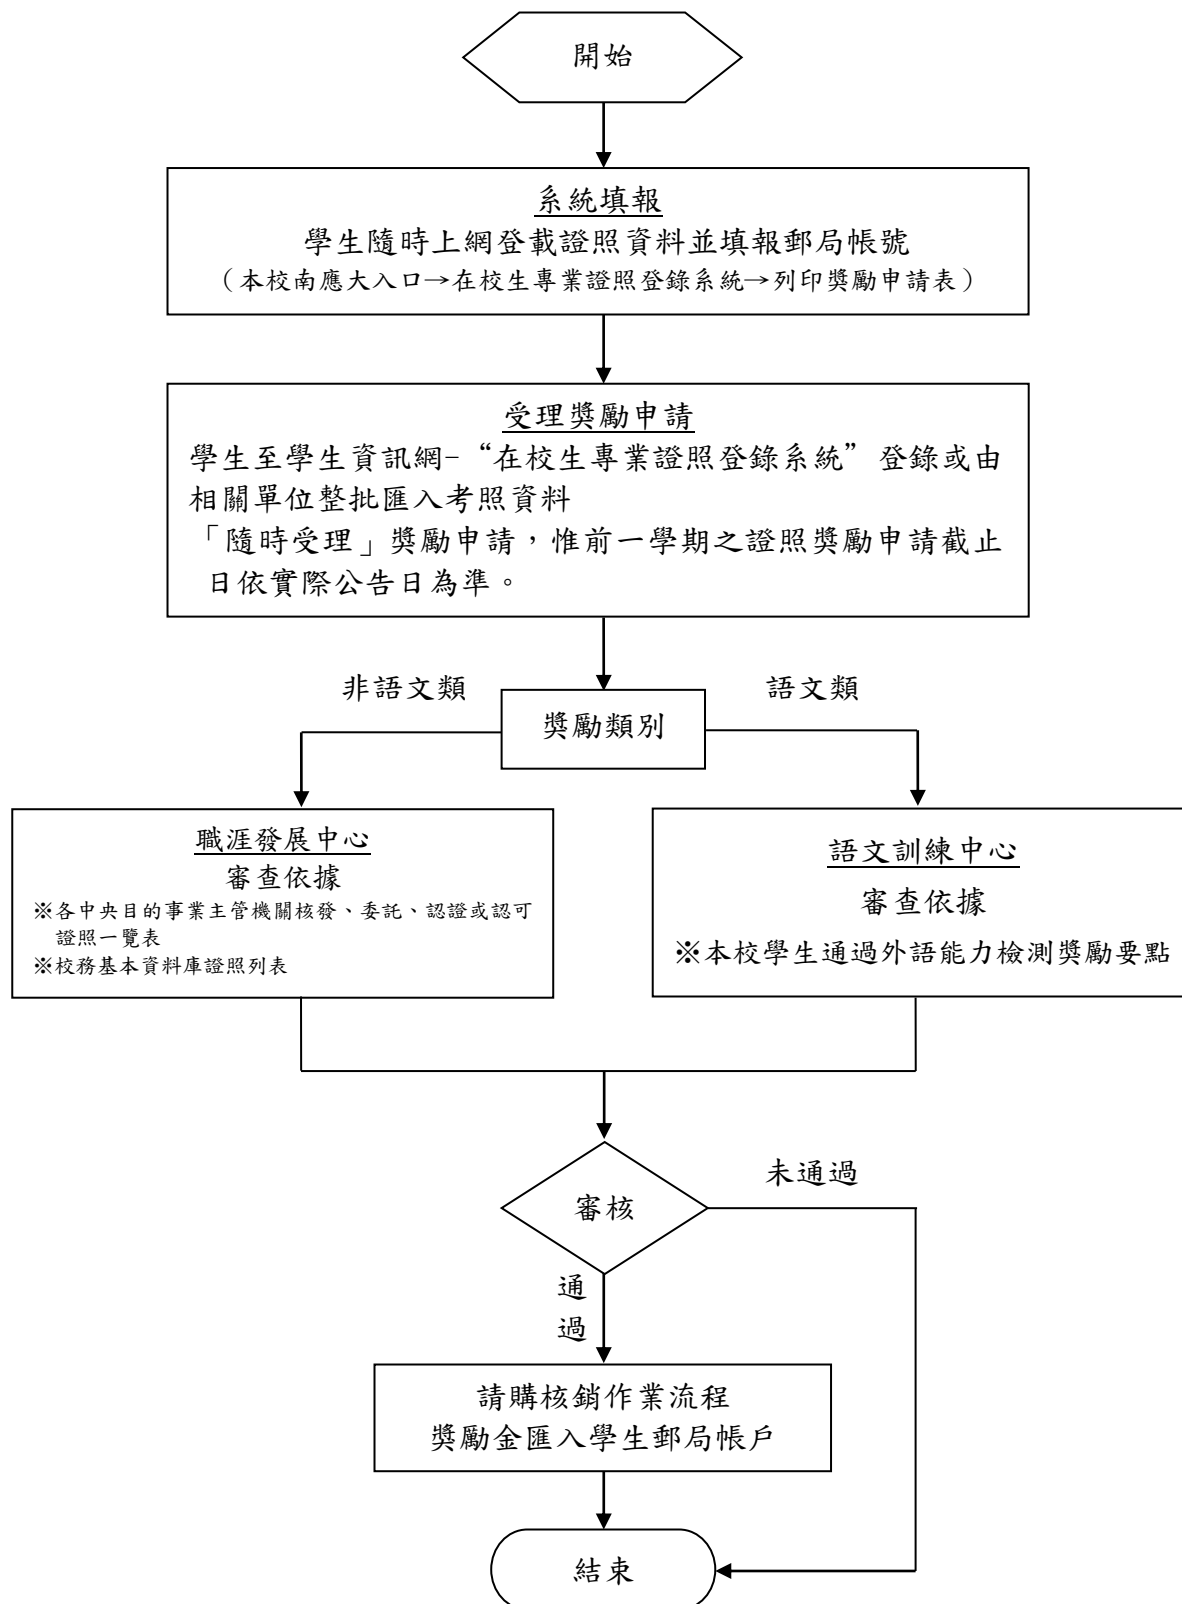 開始
系統填報
學生隨時上網登載證照資料並填報郵局帳號
（本校南應大入口→在校生專業證照登錄系統→列印獎勵申請表）
受理獎勵申請
學生至學生資訊網-“在校生專業證照登錄系統”登錄或由
相關單位整批匯入考照資料
「隨時受理」獎勵申請，惟前一學期之證照獎勵申請截止
日依實際公告日為準。
非語文類
語文類
獎勵類別
職涯發展中心
審查依據
※各中央目的事業主管機關核發、委託、認證或認可
證照一覽表
※校務基本資料庫證照列表
語文訓練中心
審查依據
※本校學生通過外語能力檢測獎勵要點
未通過
審核
通
過
請購核銷作業流程
獎勵金匯入學生郵局帳戶
結束